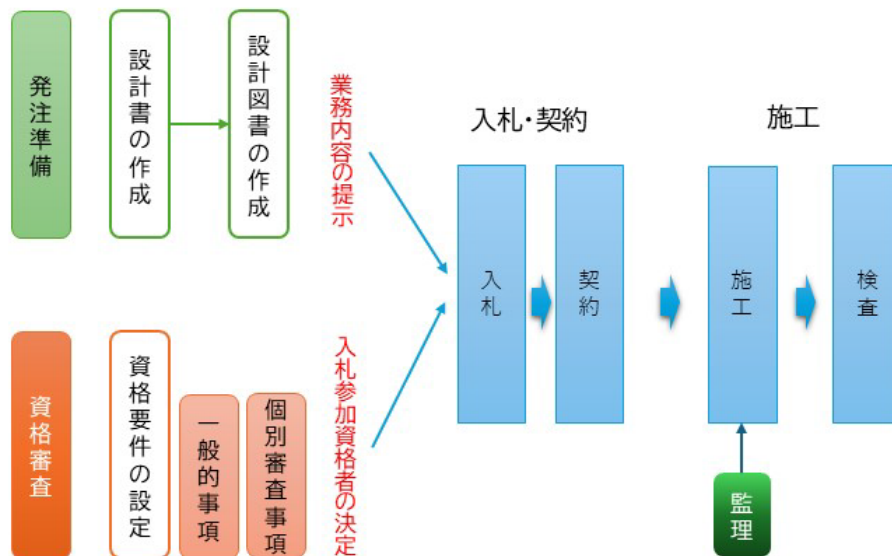 発注準備
設計書の作成
設計図書の作成
業務内容の提示
入札・契約
施工
入札
契約
施工
検査
資格審査
資格要件の設定
一般的事項
個別審査事項
入札参加資格者の決定
監理